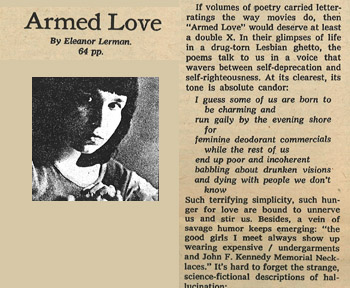 Armed Love
By Eleanor Lerman.
64 pp.
If volumes of poetry carried letter-
ratings the way movies do, then
“Armed Love” would deserve at least
a double X. In their glimpses of life
in a drug-torn Lesbian ghetto, the
poems talk to us in a voice that
wavers between self-deprecation and
self-righteousness. At its clearest, its
tone is absolute candor:
I guess some of us are born to
be charming and
run gaily by the evening shore
for
feminine deodorant commercials
while the rest of us
end up poor and incoherent
babbling about drunken visions
and dying with people we don't
know
Such terrifying simplicity, such hun-
ger for love are bound to unnerve
us and stir us. Besides, a vein of
savage humor keeps emerging: “the
good girls I meet always show up
wearing expensive / undergarments
and John F. Kennedy Memorial Neck-
laces.” It's hard to forget the strange,
science-fictional descriptions of hal-
lucination: